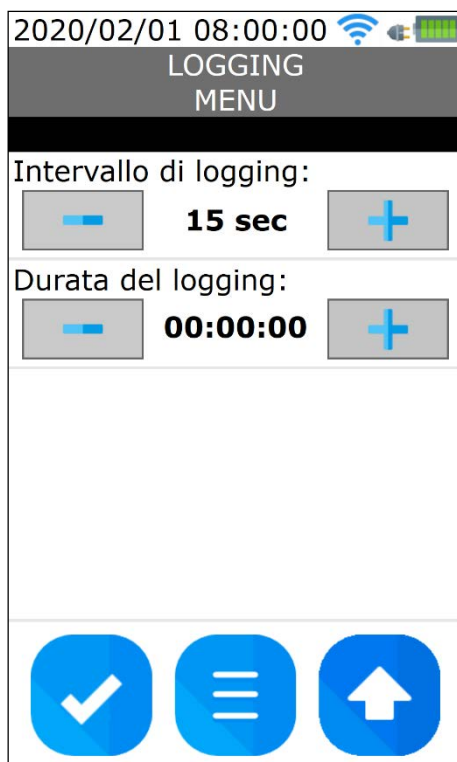 2020/02/01 08:00:00
LOGGING
MENU
Intervallo di logging:
15 sec
Durata del logging:
00:00:00